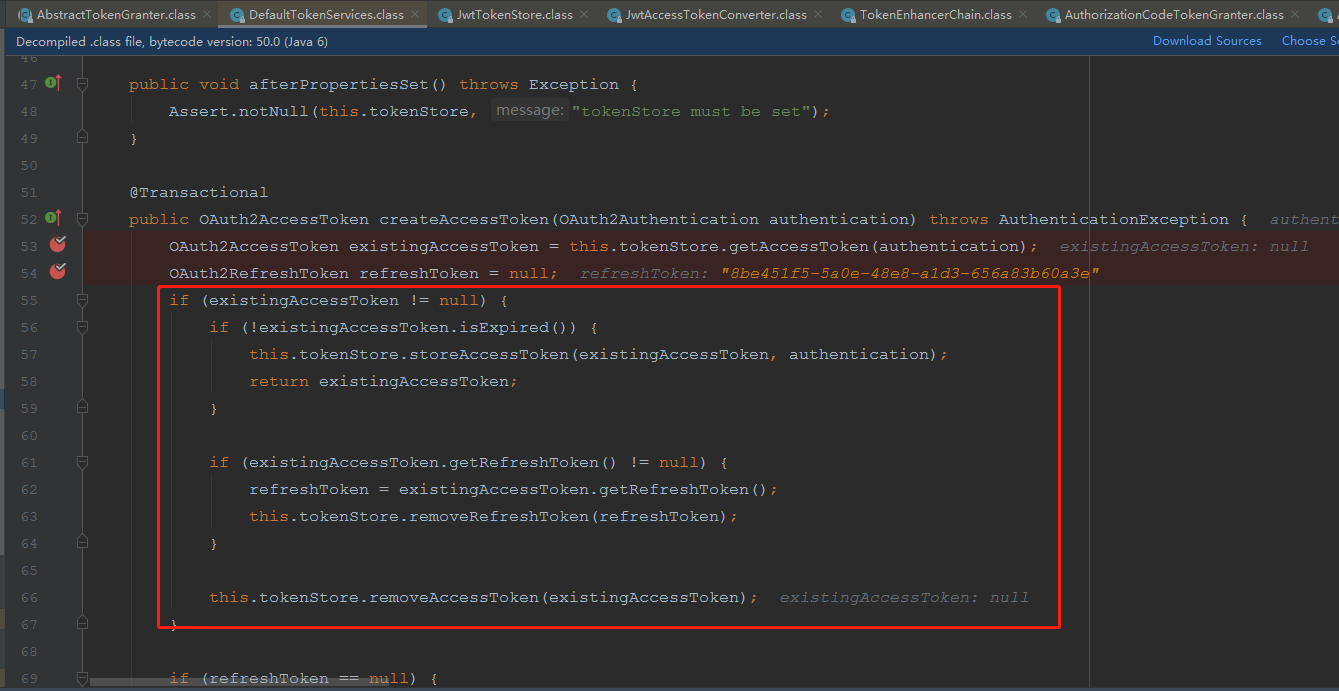 AbstractTokenGranter.class DefaultTokenServices.class JwtTokenStore.class JwtAccessTokenConverter.class TokenEnhancerChain.class AuthorizationCodeTokenGranter.class
Decompiled .class file, bytecode version: 50.0 (Java 6) Download Sources Choose
46
47 public void afterPropertiesSet() throws Exception {
48 Assert.notNull(this.tokenStore, message: "tokenStore must be set");
49 }
50
51 @Transactional
52 public OAuth2AccessToken createAccessToken(OAuth2Authentication authentication) throws AuthenticationException {
53 OAuth2AccessToken existingAccessToken = this.tokenStore.getAccessToken(authentication); existingAccessToken: null
54 OAuth2RefreshToken refreshToken = null; refreshToken: "8be451f5-5a0e-48e8-a1d3-656a83b60a3e"
55 if (existingAccessToken != null) {
56 if (!existingAccessToken.isExpired()) {
57 this.tokenStore.storeAccessToken(existingAccessToken, authentication);
58 return existingAccessToken;
59 }
60
61 if (existingAccessToken.getRefreshToken() != null) {
62 refreshToken = existingAccessToken.getRefreshToken();
63 this.tokenStore.removeRefreshToken(refreshToken);
64 }
65
66 this.tokenStore.removeAccessToken(existingAccessToken); existingAccessToken: null
67 }
68
69 if (refreshToken == null) {